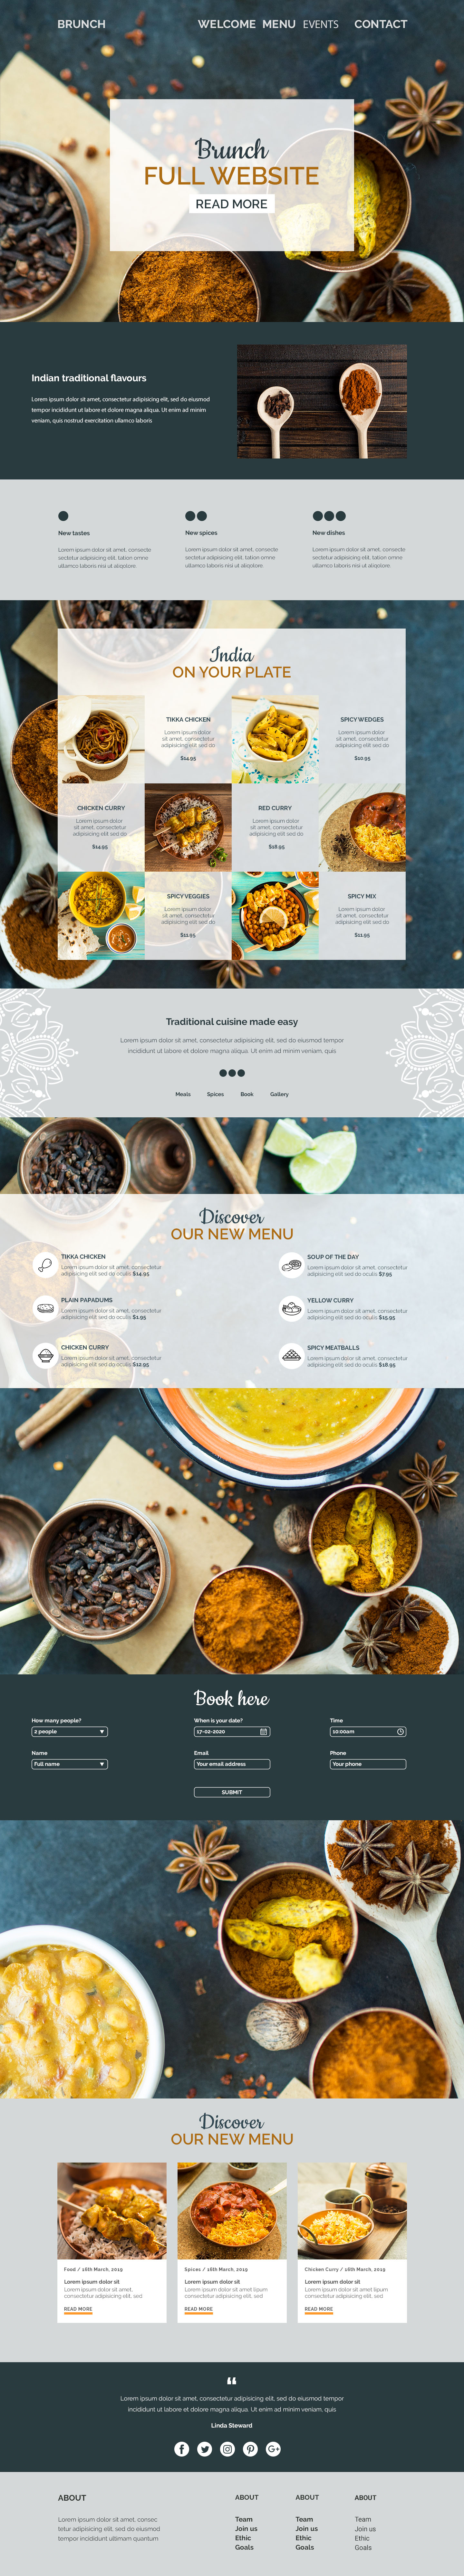 BRUNCH WELCOME MENU EVENTS CONTACT
Brunch
FULL WEBSITE
READ MORE
Indian traditional flavours
Lorem ipsum dolor sit amet, consectetur adipisicing elit, sed do eiusmod
tempor incididunt ut labore et dolore magna aliqua. Ut enim ad minim
veniam, quis nostrud exercitation ullamco laboris
New tastes
Lorem ipsum dolor sit amet, consecte
sectetur adipisicing elit, tation omne
ullamco laboris nisi ut aliqolore.
New spices
Lorem ipsum dolor sit amet, consecte
sectetur adipisicing elit, tation omne
ullamco laboris nisi ut aliqolore.
New dishes
Lorem ipsum dolor sit amet, consecte
sectetur adipisicing elit, tation omne
ullamco laboris nisi ut aliqolore.
India
ON YOUR PLATE
TIKKA CHICKEN
Lorem ipsum dolor
sit amet, consectetur
adipisicing elit sed do
$14.95
SPICY WEDGES
Lorem ipsum dolor
sit amet, consectetur
adipisicing elit sed do
$10.95
CHICKEN CURRY
Lorem ipsum dolor
sit amet, consectetur
adipisicing elit sed do
$14.95
RED CURRY
Lorem ipsum dolor
sit amet, consectetur
adipisicing elit sed do
$18.95
SPICY VEGGIES
Lorem ipsum dolor
sit amet, consectetur
adipisicing elit sed do
$11.95
SPICY MIX
Lorem ipsum dolor
sit amet, consectetur
adipisicing elit sed do
$11.95
Traditional cuisine made easy
Lorem ipsum dolor sit amet, consectetur adipisicing elit, sed do eiusmod tempor
incididunt ut labore et dolore magna aliqua. Ut enim ad minim veniam, quis
Meals Spices Book Gallery
Discover
OUR NEW MENU
TIKKA CHICKEN
Lorem ipsum dolor sit amet, consectetur
adipisicing elit sed do oculis $14.95
SOUP OF THE DAY
Lorem ipsum dolor sit amet, consectetur
adipisicing elit sed do oculis $7.95
PLAIN PAPADUMS
Lorem ipsum dolor sit amet, consectetur
adipisicing elit sed do oculis $1.95
YELLOW CURRY
Lorem ipsum dolor sit amet, consectetur
adipisicing elit sed do oculis $15.95
CHICKEN CURRY
Lorem ipsum dolor sit amet, consectetur
adipisicing elit sed do oculis $12.95
SPICY MEATBALLS
Lorem ipsum dolor sit amet, consectetur
adipisicing elit sed do oculis $18.95
Book here
How many people? When is your date? Time
2 people 17-02-2020 10:00am
Name Email Phone
Full name Your email address Your phone
SUBMIT
Discover
OUR NEW MENU
Food / 16th March, 2019
Lorem ipsum dolor sit
Lorem ipsum dolor sit amet,
consectetur adipisicing elit, sed
READ MORE
Spices / 16th March, 2019
Lorem ipsum dolor sit
Lorem ipsum dolor sit amet lipum
consectetur adipisicing elit, sed
READ MORE
Chicken Curry / 16th March, 2019
Lorem ipsum dolor sit
Lorem ipsum dolor sit amet lipum
consectetur adipisicing elit, sed
READ MORE
“
Lorem ipsum dolor sit amet, consectetur adipisicing elit, sed do eiusmod tempor
incididunt ut labore et dolore magna aliqua. Ut enim ad minim veniam, quis
Linda Steward
ABOUT
Lorem ipsum dolor sit amet, consec
tetur adipisicing elit, sed do eiusmod
tempor incididunt ullamam quantum
ABOUT
Team
Join us
Ethic
Goals
ABOUT
Team
Join us
Ethic
Goals
ABOUT
Team
Join us
Ethic
Goals